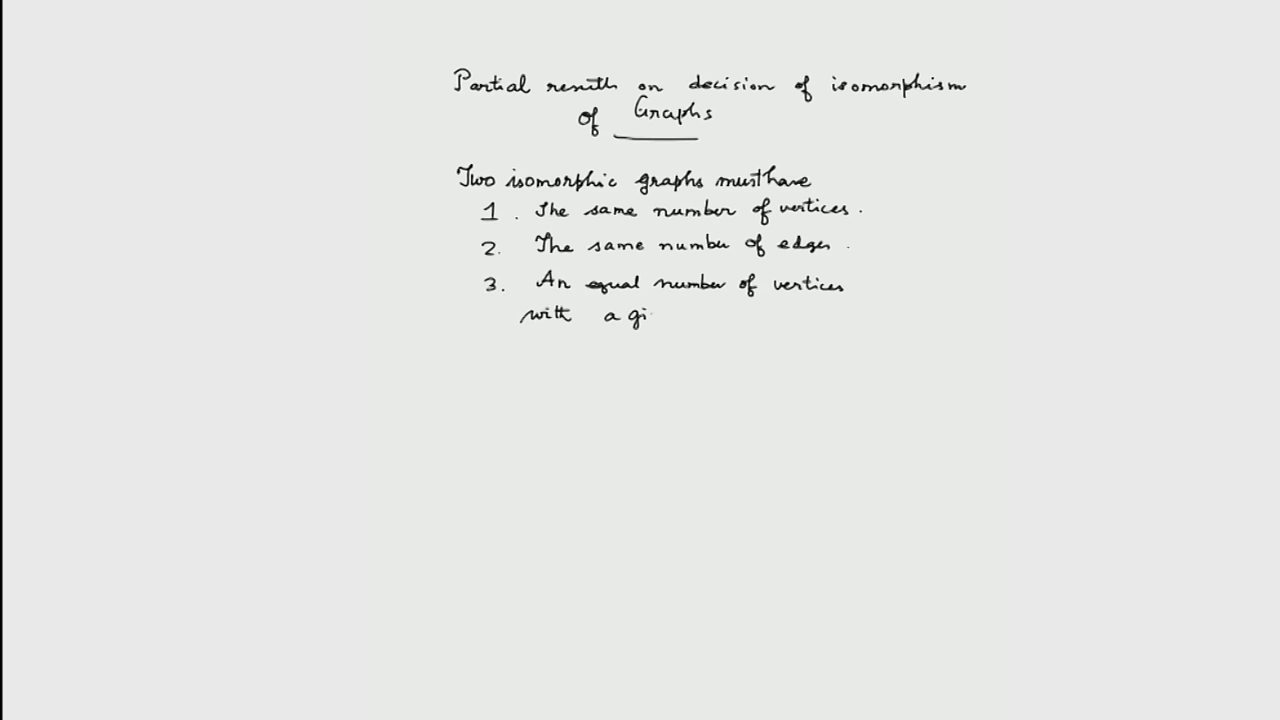 Partial results on decision of isomorphism
of Graphs
Two isomorphic graphs must have
1. The same number of vertices.
2. The same number of edges.
3. An equal number of vertices
with a gi